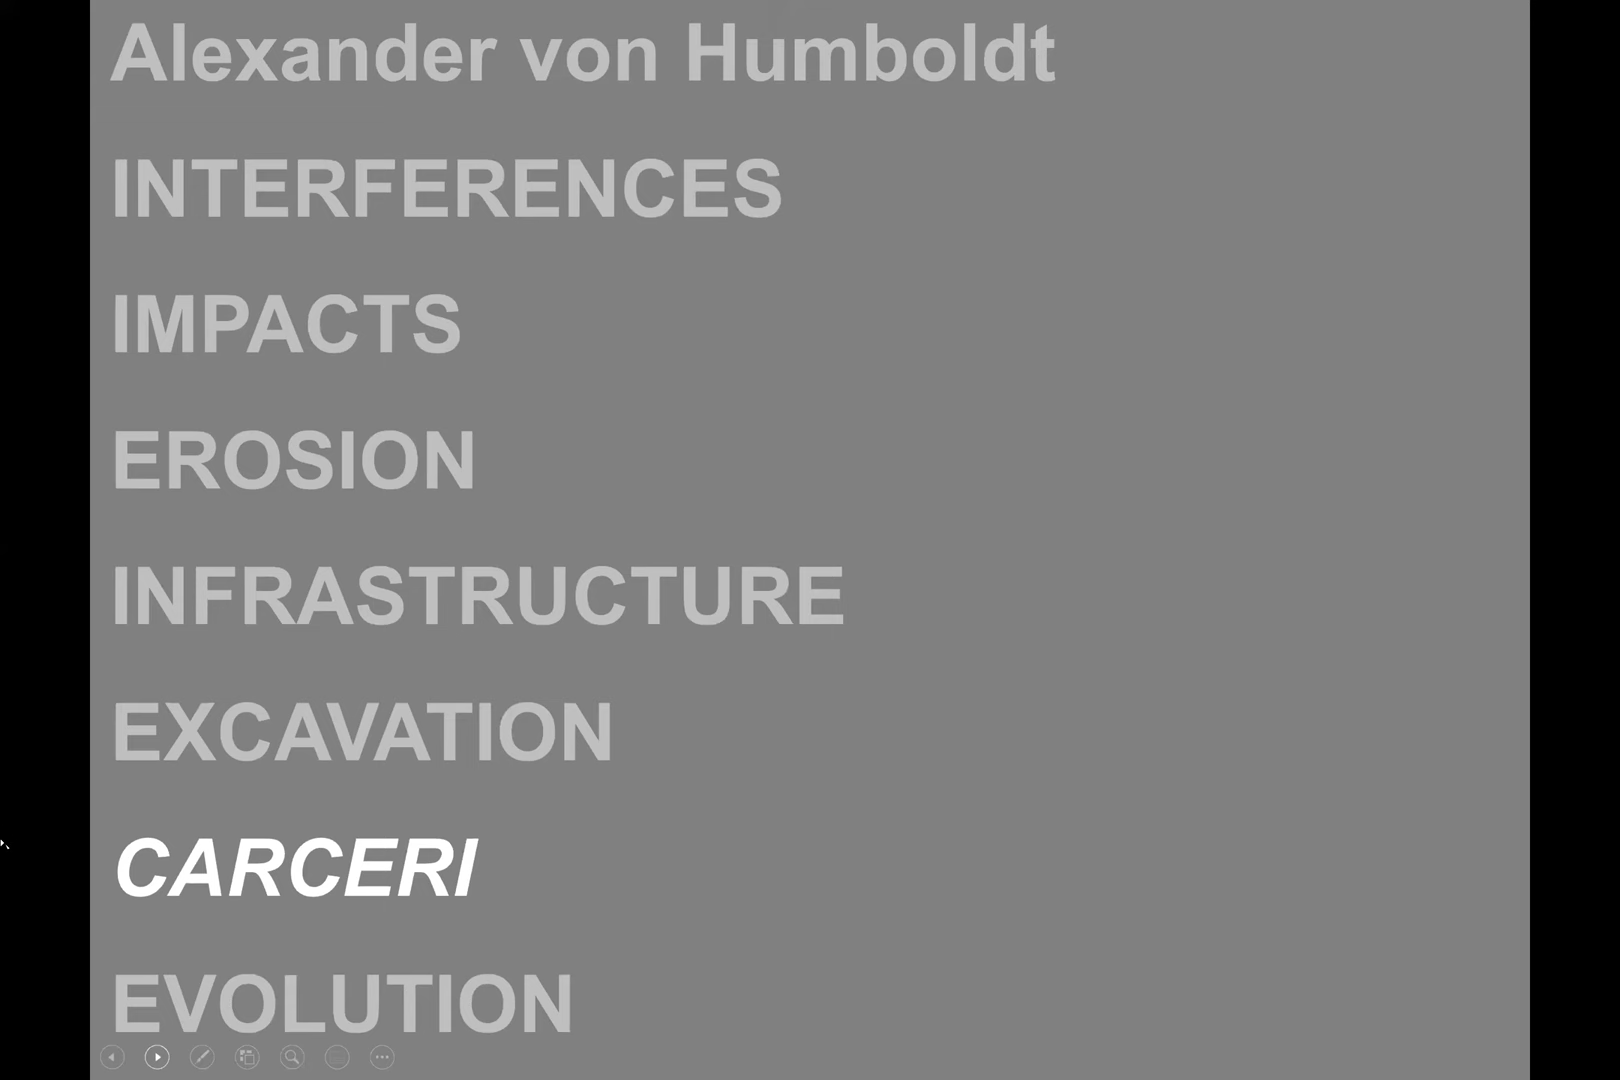 Alexander von Humboldt
INTERFERENCES
IMPACTS
EROSION
INFRASTRUCTURE
EXCAVATION
CARCERI
EVOLUTION